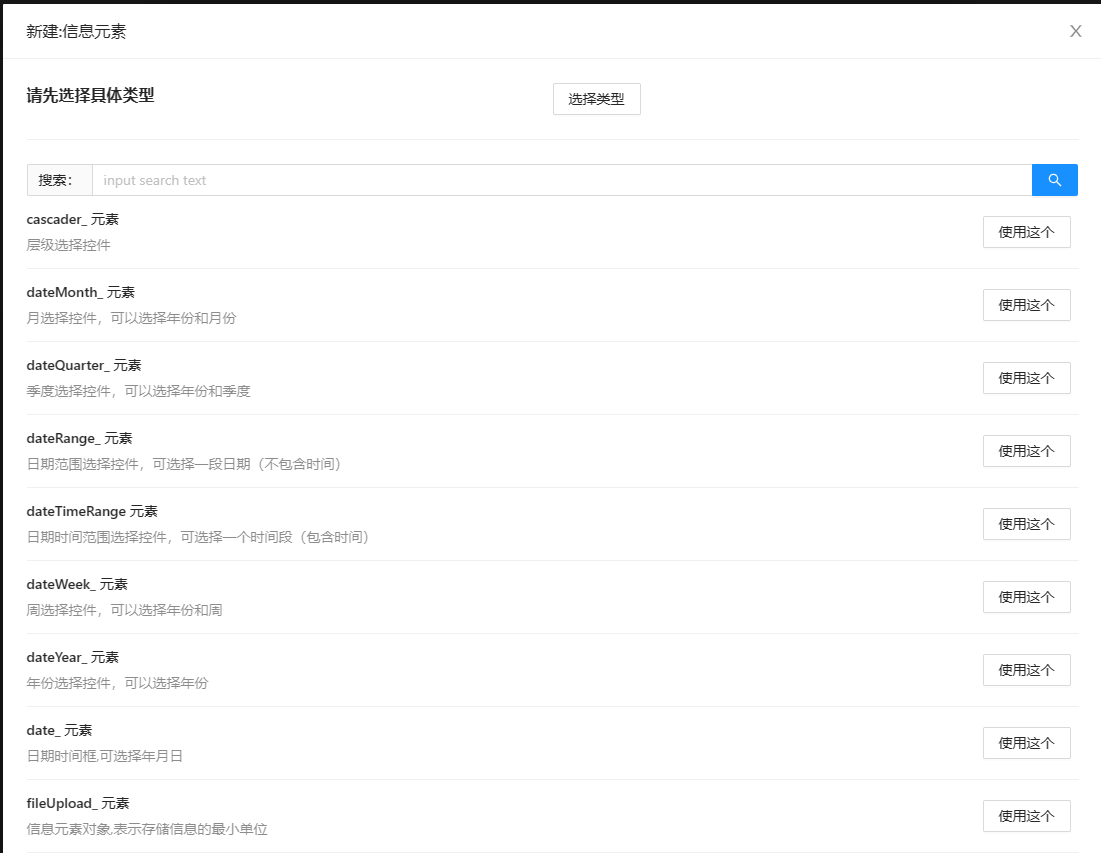 新建:信息元素
X
请先选择具体类型
选择类型
搜索：
input search text
cascader_ 元素
层级选择控件
使用这个
dateMonth_ 元素
月选择控件，可以选择年份和月份
使用这个
dateQuarter_ 元素
季度选择控件，可以选择年份和季度
使用这个
dateRange_ 元素
日期范围选择控件，可选择一段日期（不包含时间）
使用这个
dateTimeRange 元素
日期时间范围选择控件，可选择一个时间段（包含时间）
使用这个
dateWeek_ 元素
周选择控件，可以选择年份和周
使用这个
dateYear_ 元素
年份选择控件，可以选择年份
使用这个
date_ 元素
日期时间框,可选择年月日
使用这个
fileUpload_ 元素
信息元素对象,表示存储信息的最小单位
使用这个